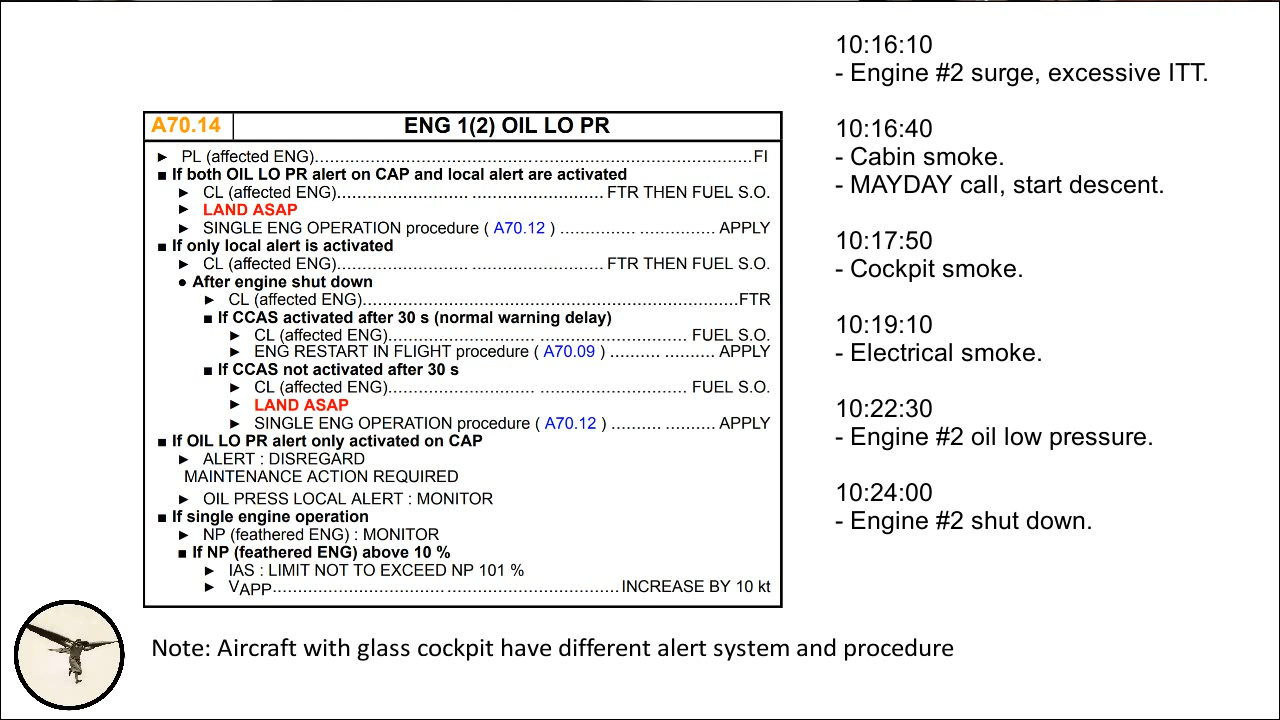 A70.14 ENG 1(2) OIL LO PR
► PL (affected ENG)..........FI
■ If both OIL LO PR alert on CAP and local alert are activated
► CL (affected ENG)..........FTR THEN FUEL S.O.
► LAND ASAP
► SINGLE ENG OPERATION procedure ( A70.12 ) .......... APPLY
■ If only local alert is activated
► CL (affected ENG)..........FTR THEN FUEL S.O.
● After engine shut down
► CL (affected ENG)..........FTR
■ If CCAS activated after 30 s (normal warning delay)
► CL (affected ENG)..........FUEL S.O.
► ENG RESTART IN FLIGHT procedure ( A70.09 ) .......... APPLY
■ If CCAS not activated after 30 s
► CL (affected ENG)..........FUEL S.O.
► LAND ASAP
► SINGLE ENG OPERATION procedure ( A70.12 ) .......... APPLY
■ If OIL LO PR alert only activated on CAP
► ALERT : DISREGARD
MAINTENANCE ACTION REQUIRED
► OIL PRESS LOCAL ALERT : MONITOR
■ If single engine operation
► NP (feathered ENG) : MONITOR
■ If NP (feathered ENG) above 10 %
► IAS : LIMIT NOT TO EXCEED NP 101 %
► VAPP..........INCREASE BY 10 kt
10:16:10
- Engine #2 surge, excessive ITT.
10:16:40
- Cabin smoke.
- MAYDAY call, start descent.
10:17:50
- Cockpit smoke.
10:19:10
- Electrical smoke.
10:22:30
- Engine #2 oil low pressure.
10:24:00
- Engine #2 shut down.
Note: Aircraft with glass cockpit have different alert system and procedure